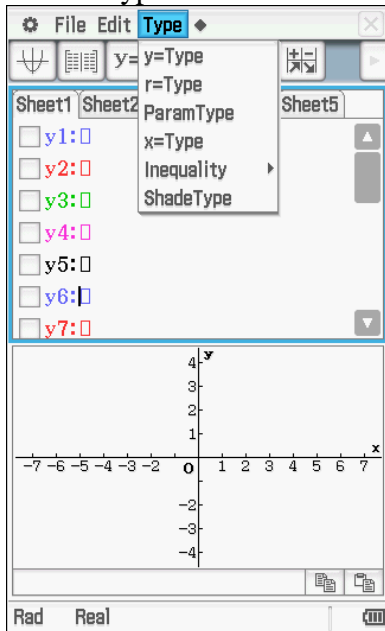 File Edit Type
y=Type
r=Type
ParamType
x=Type
Inequality
ShadeType
Sheet1 Sheet2 Sheet5
y1:
y2:
y3:
y4:
y5:
y6:
y7:
y
4
3
2
1
x
-7 -6 -5 -4 -3 -2 0 1 2 3 4 5 6 7
-2
-3
-4
Rad Real